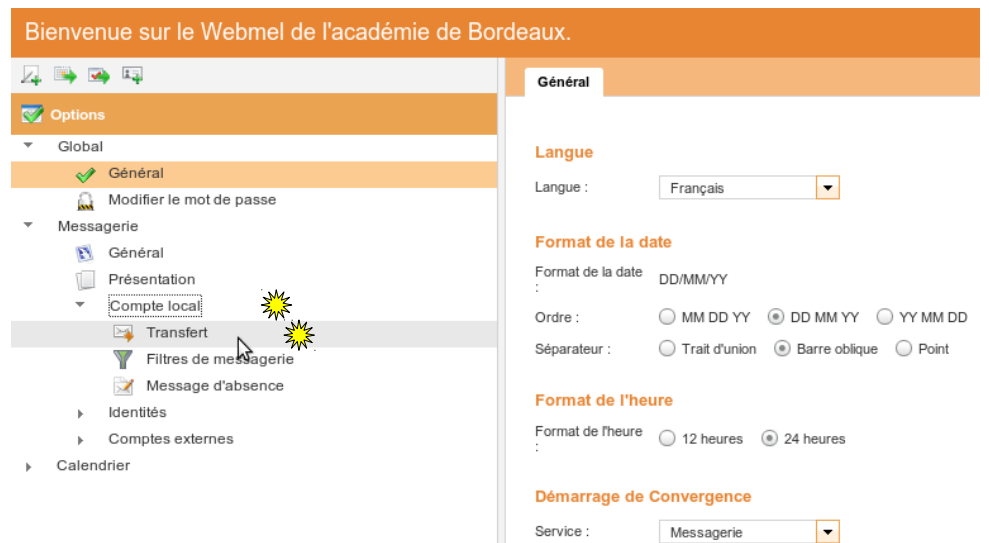 Bienvenue sur le Webmel de l'académie de Bordeaux.
Options
Global
Général
Modifier le mot de passe
Messagerie
Général
Présentation
Compte local
Transfert
Filtres de messagerie
Message d'absence
Identités
Comptes externes
Calendrier
Général
Langue
Langue : Français
Format de la date
Format de la date : DD/MM/YY
Ordre : MM DD YY DD MM YY YY MM DD
Séparateur : Trait d'union Barre oblique Point
Format de l'heure
Format de l'heure : 12 heures 24 heures
Démarrage de Convergence
Service : Messagerie